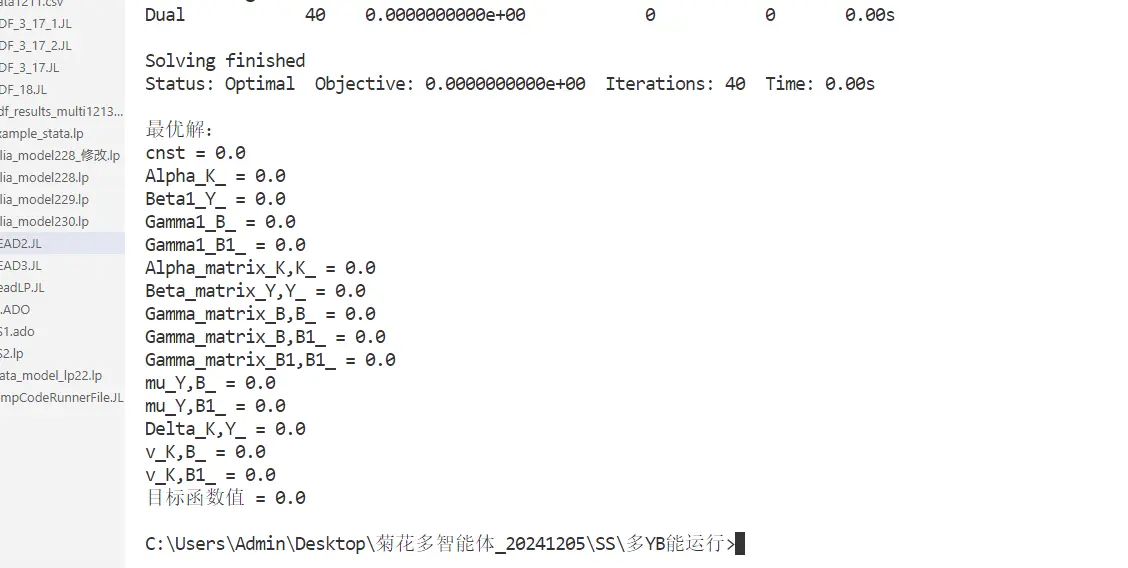 ata1211.csv
DF_3_17_1.JL
DF_3_17_2.JL
DF_3_17.JL
DF_18.JL
df_results_multi1213...
xample_stata.lp
lia_model228_修改.lp
lia_model228.lp
lia_model229.lp
lia_model230.lp
EAD2.JL
EAD3.JL
eadLP.JL
.ADO
S1.ado
S2.lp
ata_model_lp22.lp
mpCodeRunnerFile.JL
Dual 40 0.0000000000e+00 0 0 0.00s
Solving finished
Status: Optimal Objective: 0.0000000000e+00 Iterations: 40 Time: 0.00s
最优解:
cnst = 0.0
Alpha_K_ = 0.0
Beta1_Y_ = 0.0
Gamma1_B_ = 0.0
Gamma1_B1_ = 0.0
Alpha_matrix_K,K_ = 0.0
Beta_matrix_Y,Y_ = 0.0
Gamma_matrix_B,B_ = 0.0
Gamma_matrix_B,B1_ = 0.0
Gamma_matrix_B1,B1_ = 0.0
mu_Y,B_ = 0.0
mu_Y,B1_ = 0.0
Delta_K,Y_ = 0.0
v_K,B_ = 0.0
v_K,B1_ = 0.0
目标函数值 = 0.0
C:\Users\Admin\Desktop\菊花多智能体_20241205\SS\多YB能运行>